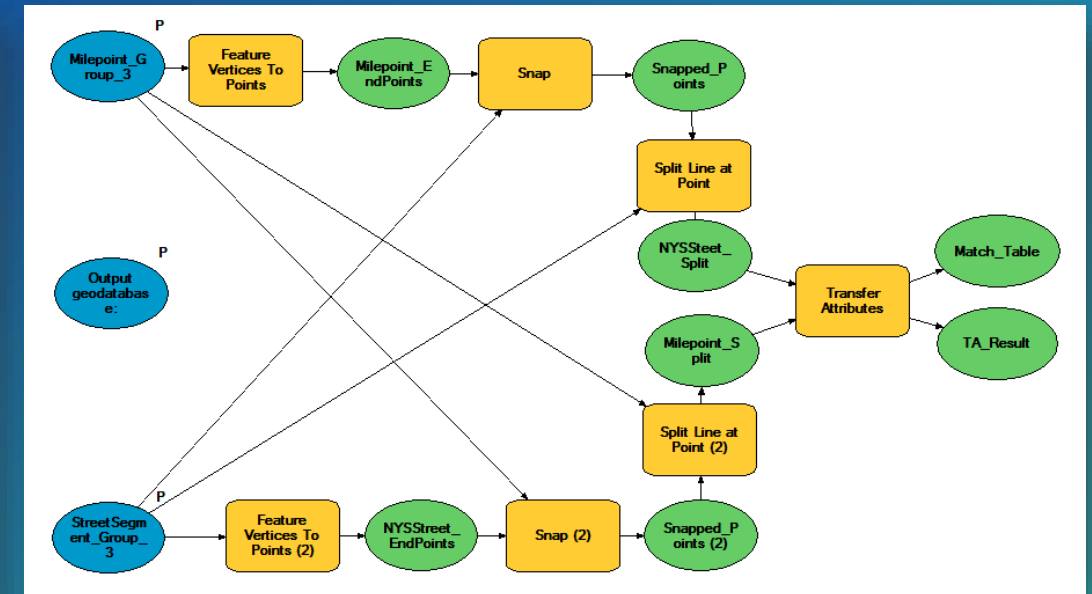 P
Milepoint_G
roup_3
Feature
Vertices To
Points
Milepoint_E
ndPoints
Snap
Snapped_P
oints
Split Line at
Point
P
Output
geodatabas
e:
NYSSteet_
Split
Transfer
Attributes
Match_Table
TA_Result
Milepoint_S
plit
Split Line at
Point (2)
P
StreetSegm
ent_Group_
3
Feature
Vertices To
Points (2)
NYSStreet_
EndPoints
Snap (2)
Snapped_P
oints (2)